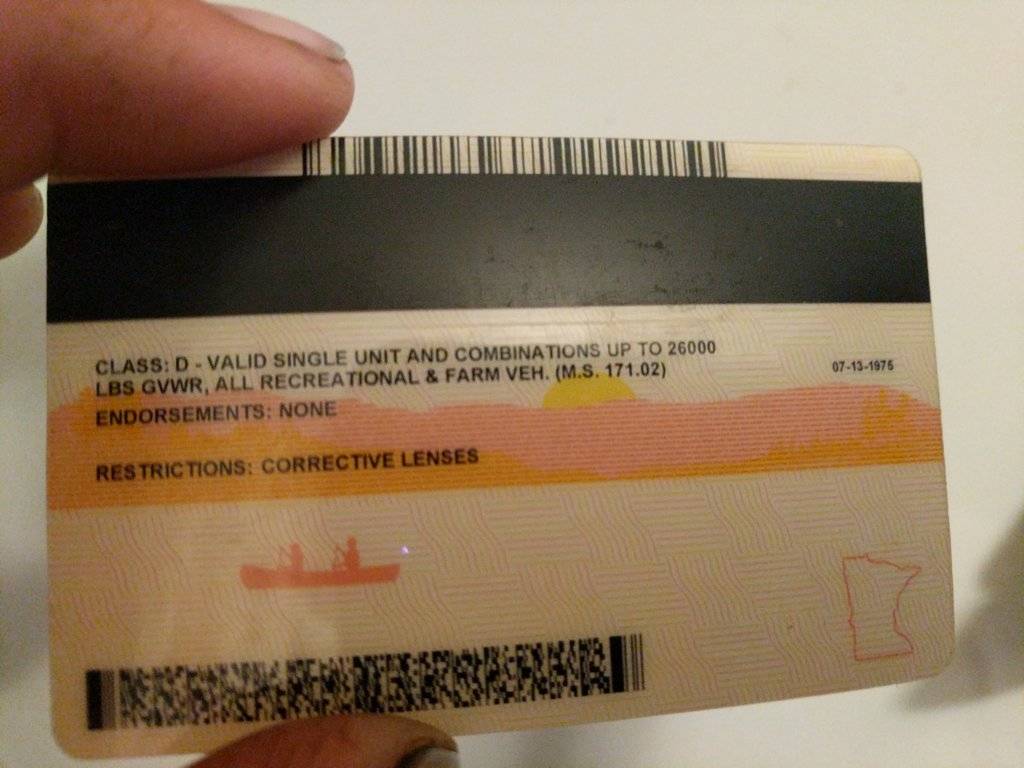 CLASS: D - VALID SINGLE UNIT AND COMBINATIONS UP TO 26000
LBS GVWR, ALL RECREATIONAL & FARM VEH. (M.S. 171.02)
07-13-1975
ENDORSEMENTS: NONE
RESTRICTIONS: CORRECTIVE LENSES